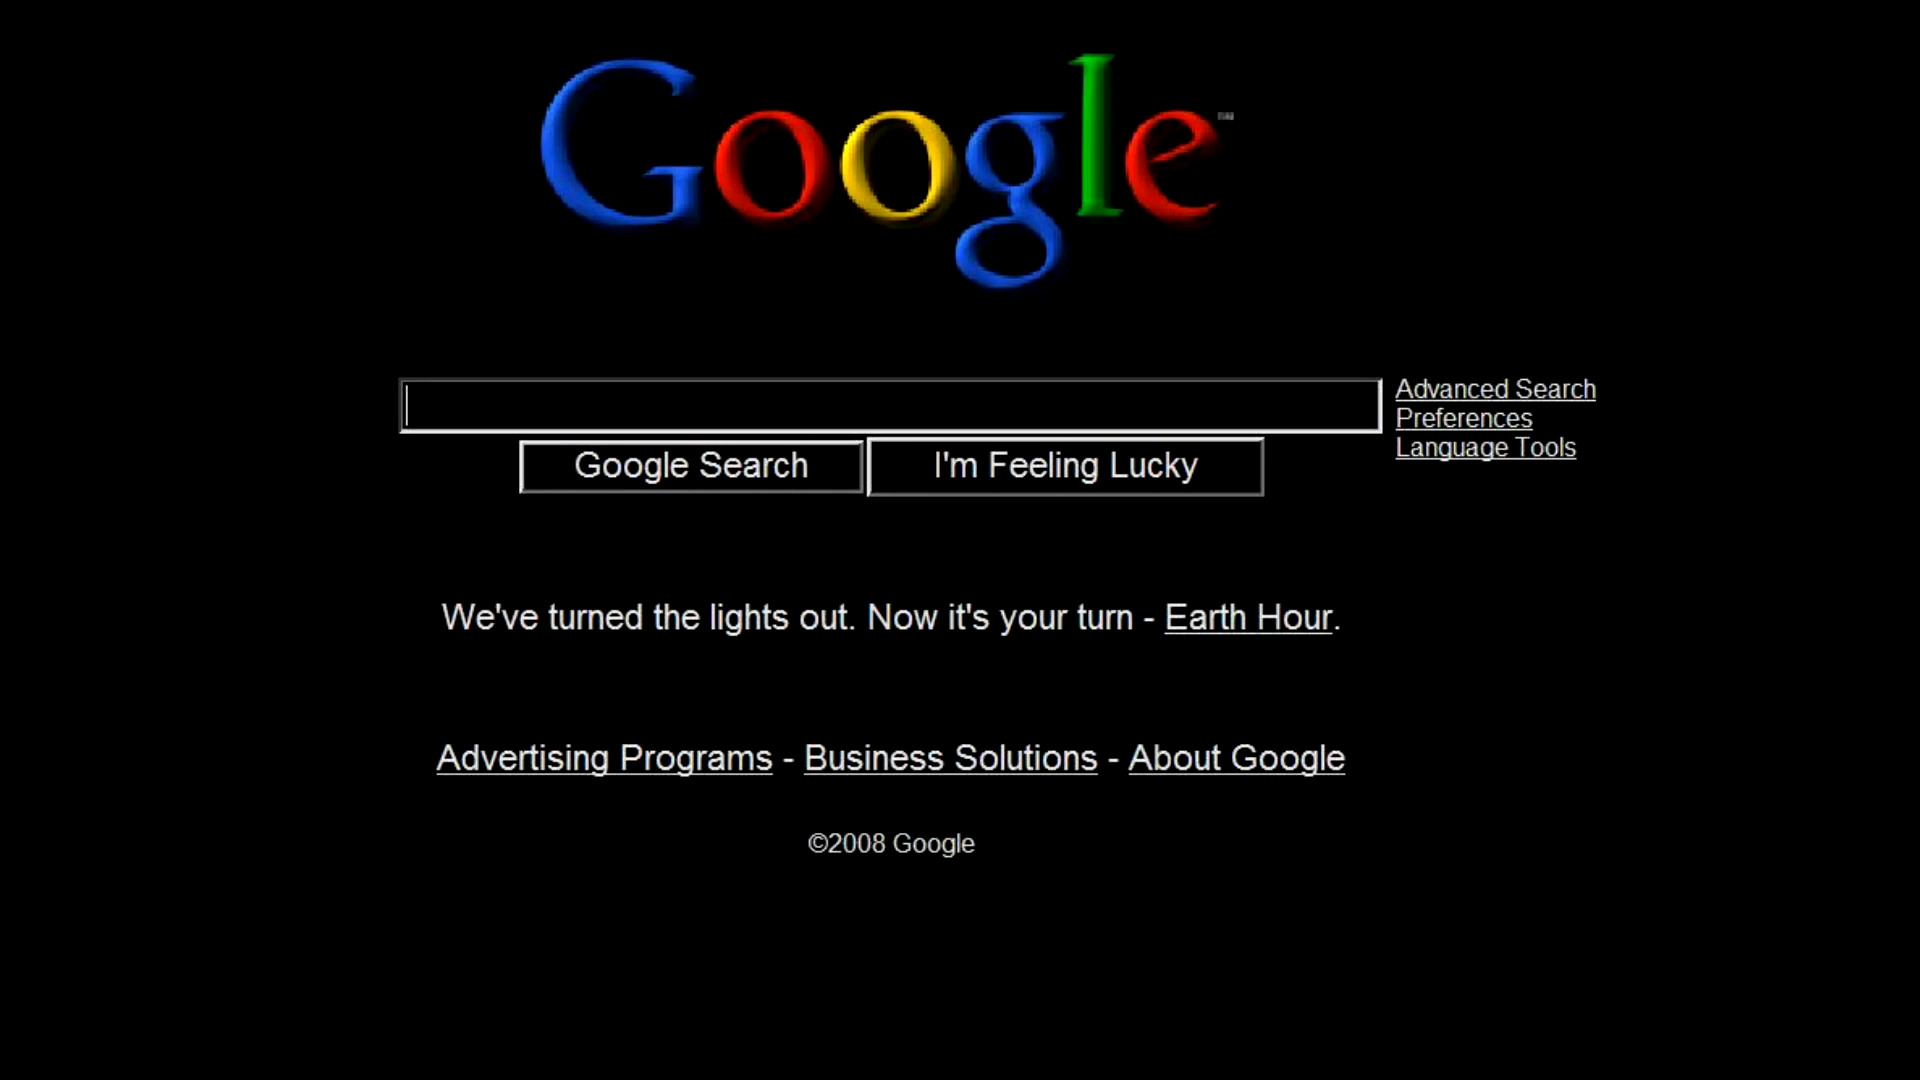 Google™
Advanced Search
Preferences
Language Tools
Google Search I'm Feeling Lucky
We've turned the lights out. Now it's your turn - Earth Hour.
Advertising Programs - Business Solutions - About Google
©2008 Google